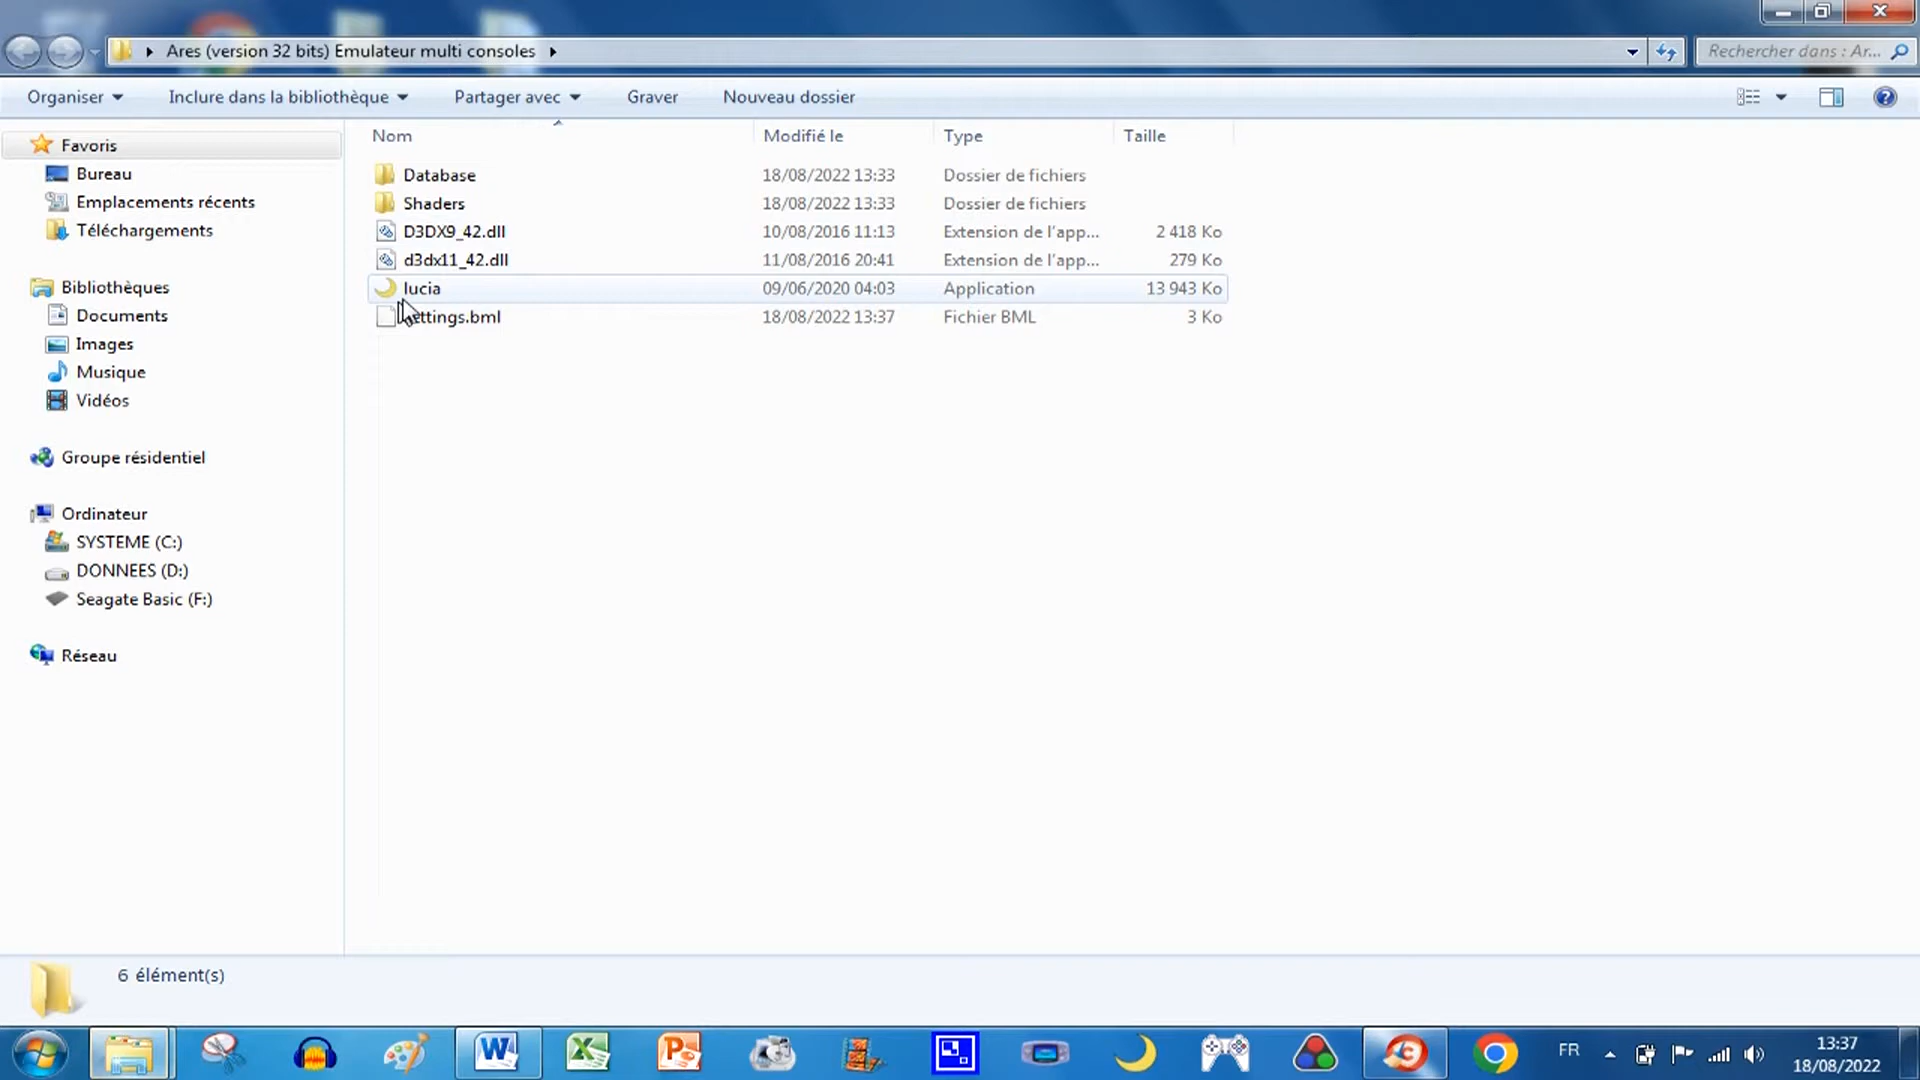 Ares (version 32 bits) Emulateur multi consoles
Rechercher dans : Ar...
Organiser
Inclure dans la bibliothèque
Partager avec
Graver
Nouveau dossier
Nom Modifié le Type Taille
Favoris
Bureau
Emplacements récents
Téléchargements
Bibliothèques
Documents
Images
Musique
Vidéos
Groupe résidentiel
Ordinateur
SYSTEME (C:)
DONNEES (D:)
Seagate Basic (F:)
Réseau
Database 18/08/2022 13:33 Dossier de fichiers
Shaders 18/08/2022 13:33 Dossier de fichiers
D3DX9_42.dll 10/08/2016 11:13 Extension de l'app... 2 418 Ko
d3dx11_42.dll 11/08/2016 20:41 Extension de l'app... 279 Ko
lucia 09/06/2020 04:03 Application 13 943 Ko
ettings.bml 18/08/2022 13:37 Fichier BML 3 Ko
6 élément(s)
FR
13:37
18/08/2022